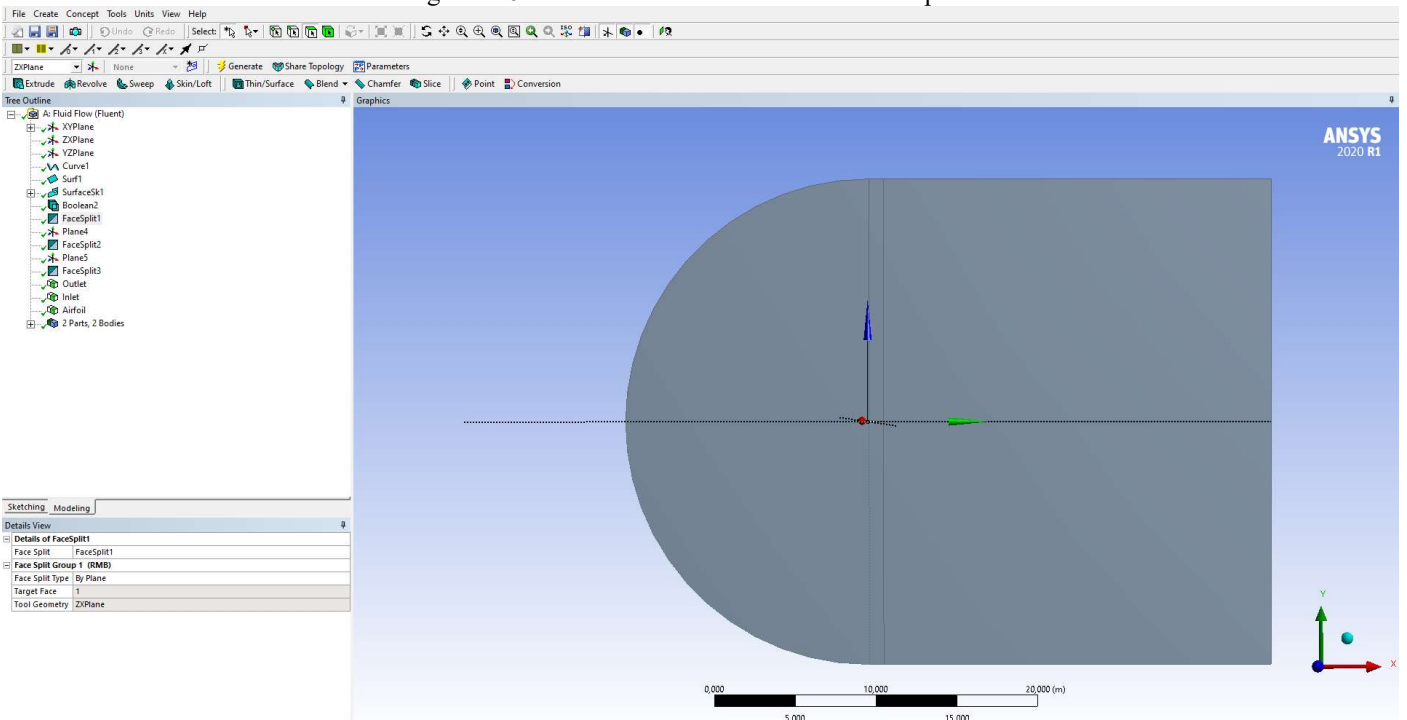 File Create Concept Tools Units View Help
Undo Redo Select:
ZXPlane None Generate Share Topology Parameters
Extrude Revolve Sweep Skin/Loft Thin/Surface Blend Chamfer Slice Point Conversion
Tree Outline
A: Fluid Flow (Fluent)
XYPlane
ZXPlane
YZPlane
Curve1
Surf1
SurfaceSk1
Boolean2
FaceSplit1
Plane4
FaceSplit2
Plane5
FaceSplit3
Outlet
Inlet
Airfoil
2 Parts, 2 Bodies
Sketching Modeling
Details View
Details of FaceSplit1
Face Split FaceSplit1
Face Split Group 1 (RMB)
Face Split Type By Plane
Target Face 1
Tool Geometry ZXPlane
Graphics
ANSYS
2020 R1
Y
X
0,000 10,000 20,000 (m)
5,000 15,000